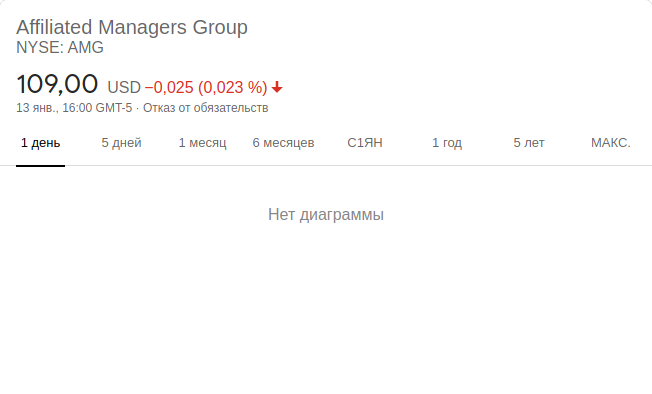 Affiliated Managers Group
NYSE: AMG
109,00 USD −0,025 (0,023 %)
13 янв., 16:00 GMT-5 · Отказ от обязательств
1 день 5 дней 1 месяц 6 месяцев С1ЯН 1 год 5 лет МАКС.
Нет диаграммы